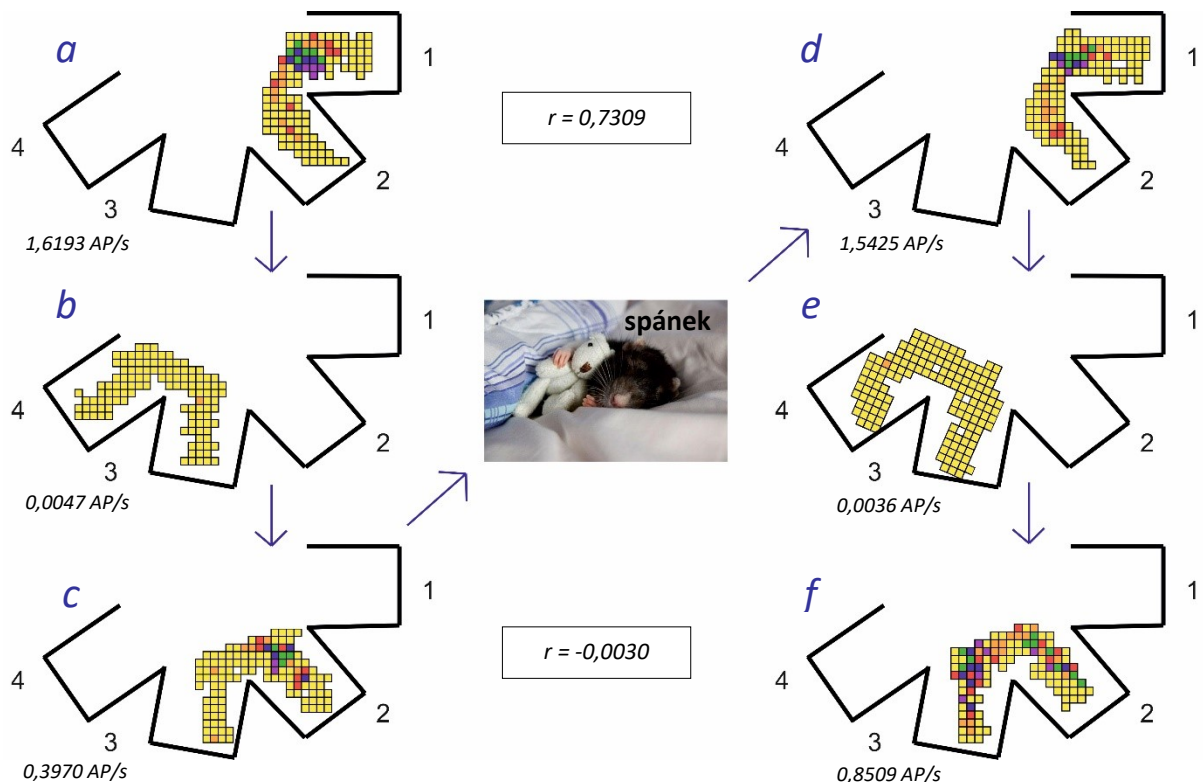 a
1
2
3
4
1,6193 AP/s
r = 0,7309
d
1
2
3
4
1,5425 AP/s
b
1
2
3
4
0,0047 AP/s
spánek
e
1
2
3
4
0,0036 AP/s
c
1
2
3
4
0,3970 AP/s
r = -0,0030
f
1
2
3
4
0,8509 AP/s